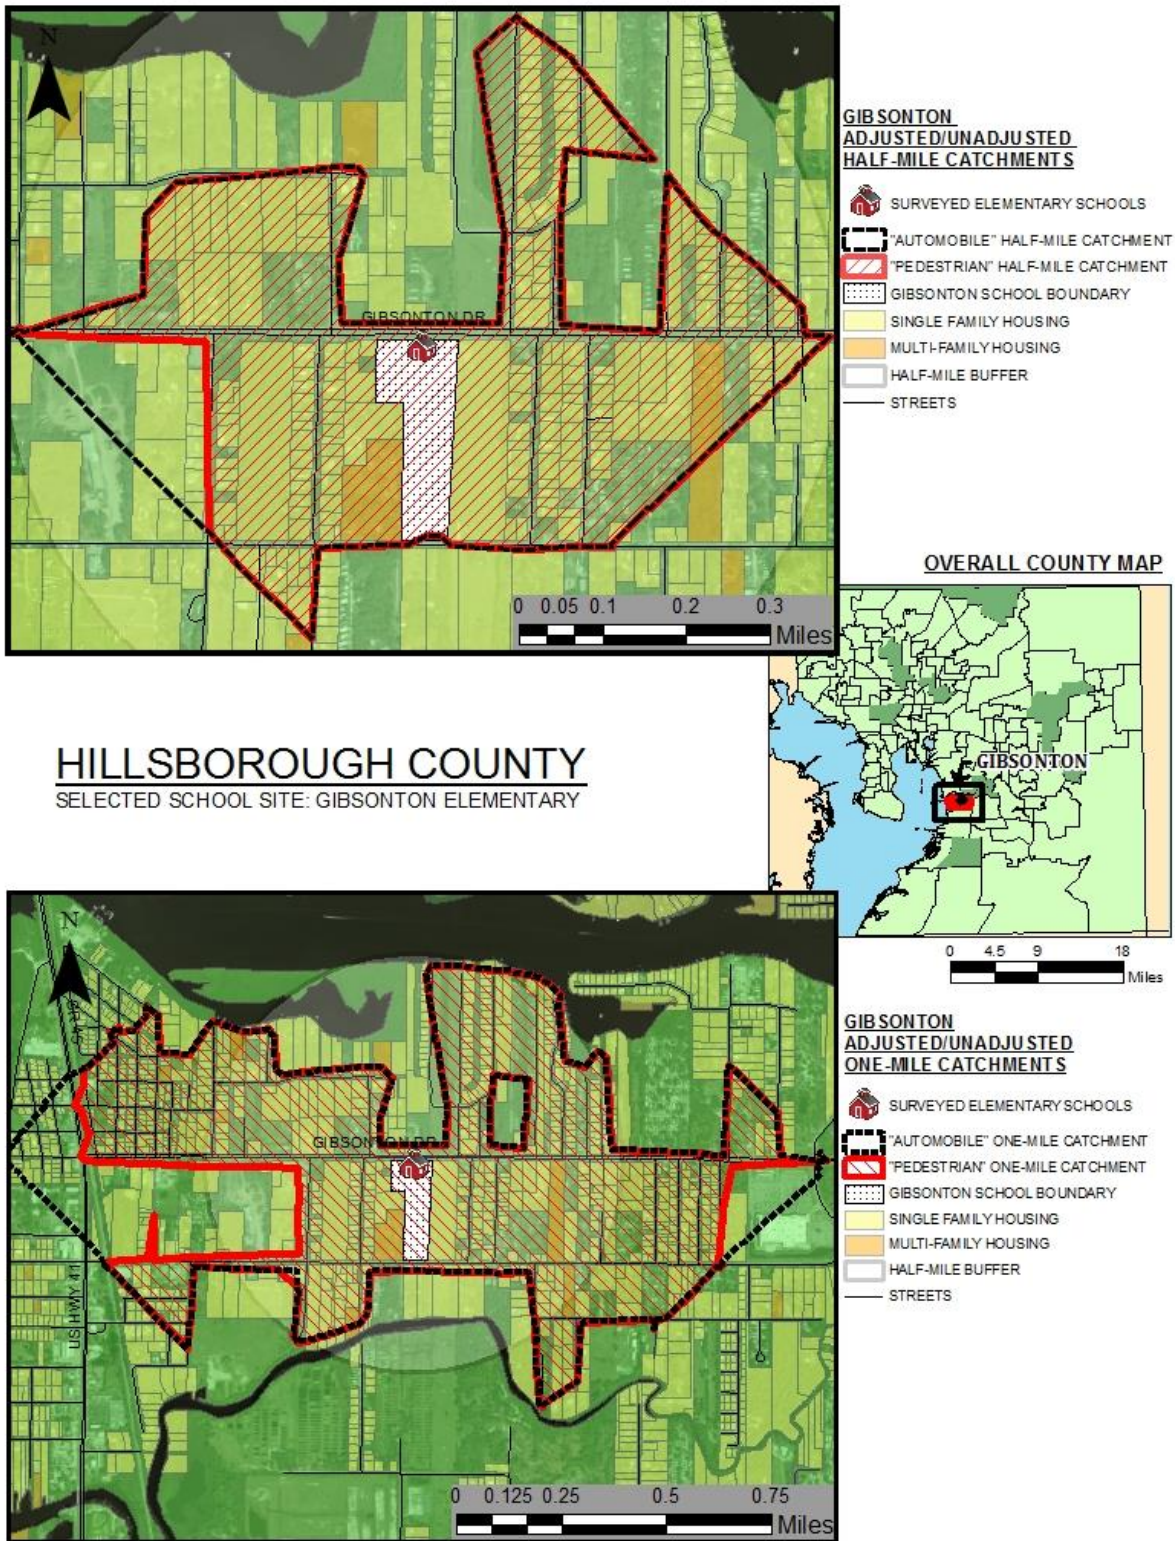 N
GIBSONTON DR
0 0.05 0.1 0.2 0.3
Miles
GIBSONTON
ADJUSTED/UNADJUSTED
HALF-MILE CATCHMENTS
SURVEYED ELEMENTARY SCHOOLS
"AUTOMOBILE" HALF-MILE CATCHMENT
"PEDESTRIAN" HALF-MILE CATCHMENT
GIBSONTON SCHOOL BOUNDARY
SINGLE FAMILY HOUSING
MULTI-FAMILY HOUSING
HALF-MILE BUFFER
STREETS
OVERALL COUNTY MAP
GIBSONTON
0 4.5 9 18
Miles
HILLSBOROUGH COUNTY
SELECTED SCHOOL SITE: GIBSONTON ELEMENTARY
N
GIBSONTON DR
US HWY 41
0 0.125 0.25 0.5 0.75
Miles
GIBSONTON
ADJUSTED/UNADJUSTED
ONE-MILE CATCHMENTS
SURVEYED ELEMENTARY SCHOOLS
"AUTOMOBILE" ONE-MILE CATCHMENT
"PEDESTRIAN" ONE-MILE CATCHMENT
GIBSONTON SCHOOL BOUNDARY
SINGLE FAMILY HOUSING
MULTI-FAMILY HOUSING
HALF-MILE BUFFER
STREETS